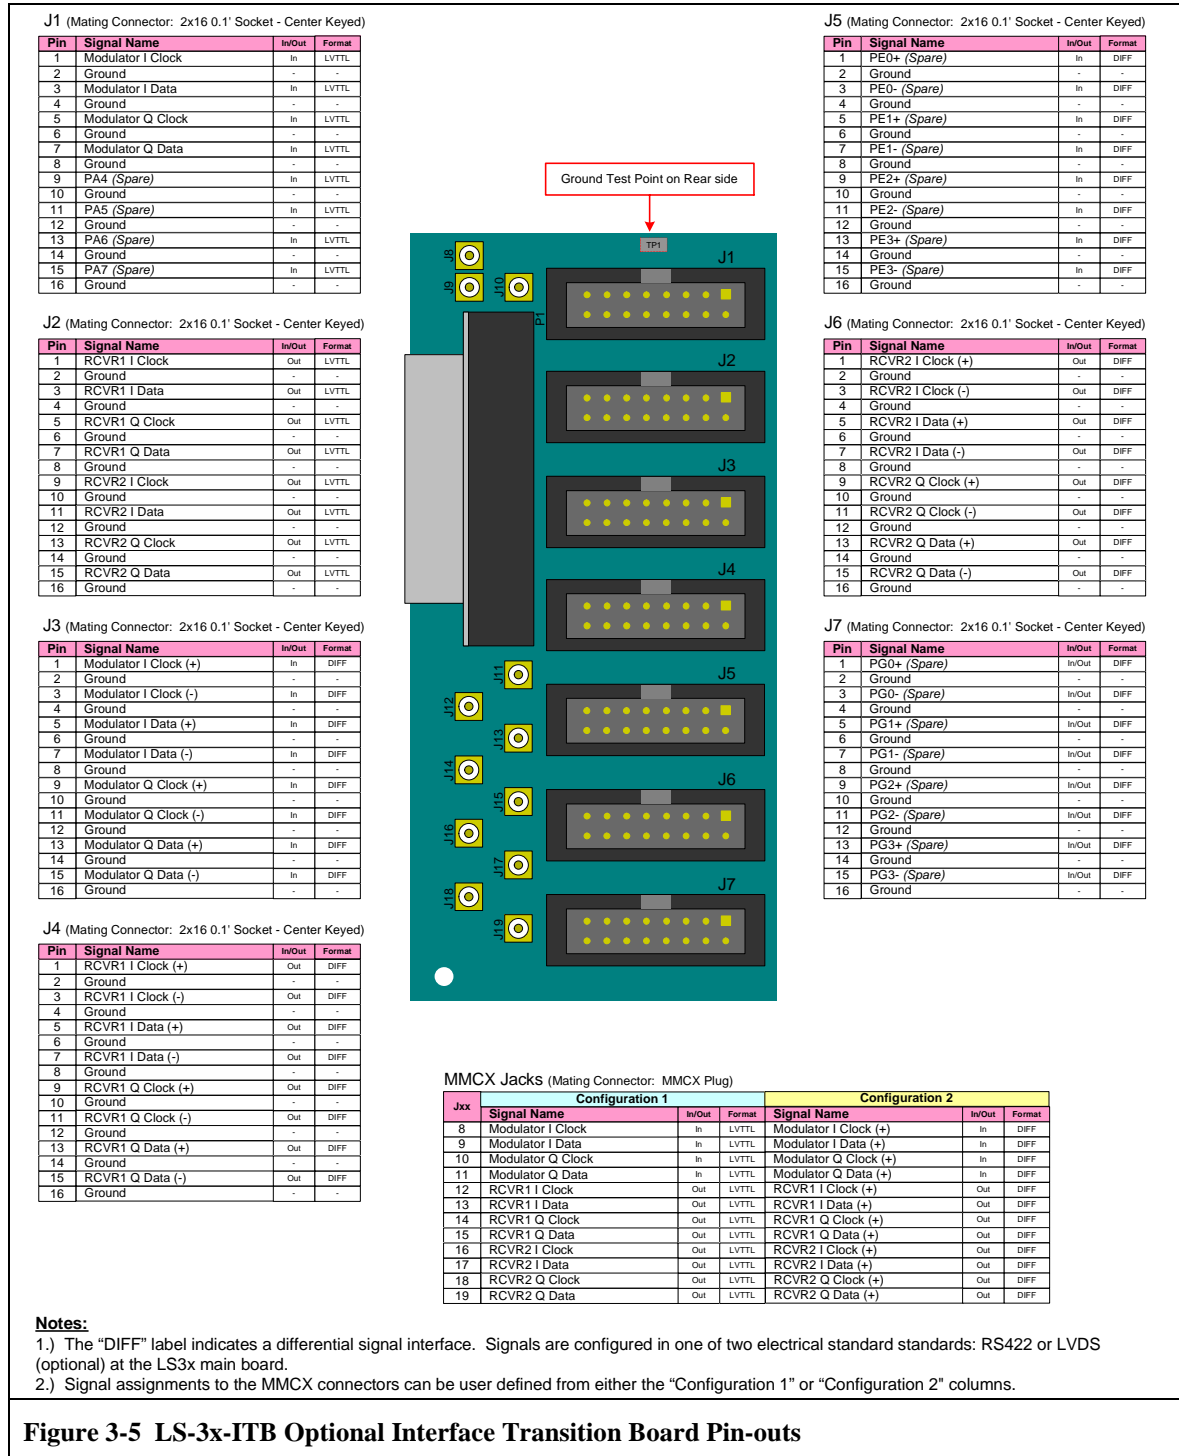 J1 (Mating Connector: 2x16 0.1' Socket - Center Keyed)
Pin Signal Name In/Out Format
1 Modulator I Clock In LVTTL
2 Ground - -
3 Modulator I Data In LVTTL
4 Ground - -
5 Modulator Q Clock In LVTTL
6 Ground - -
7 Modulator Q Data In LVTTL
8 Ground - -
9 PA4 (Spare) In LVTTL
10 Ground - -
11 PA5 (Spare) In LVTTL
12 Ground - -
13 PA6 (Spare) In LVTTL
14 Ground - -
15 PA7 (Spare) In LVTTL
16 Ground - -
J2 (Mating Connector: 2x16 0.1' Socket - Center Keyed)
Pin Signal Name In/Out Format
1 RCVR1 I Clock Out LVTTL
2 Ground - -
3 RCVR1 I Data Out LVTTL
4 Ground - -
5 RCVR1 Q Clock Out LVTTL
6 Ground - -
7 RCVR1 Q Data Out LVTTL
8 Ground - -
9 RCVR2 I Clock Out LVTTL
10 Ground - -
11 RCVR2 I Data Out LVTTL
12 Ground - -
13 RCVR2 Q Clock Out LVTTL
14 Ground - -
15 RCVR2 Q Data Out LVTTL
16 Ground - -
J3 (Mating Connector: 2x16 0.1' Socket - Center Keyed)
Pin Signal Name In/Out Format
1 Modulator I Clock (+) In DIFF
2 Ground - -
3 Modulator I Clock (-) In DIFF
4 Ground - -
5 Modulator I Data (+) In DIFF
6 Ground - -
7 Modulator I Data (-) In DIFF
8 Ground - -
9 Modulator Q Clock (+) In DIFF
10 Ground - -
11 Modulator Q Clock (-) In DIFF
12 Ground - -
13 Modulator Q Data (+) In DIFF
14 Ground - -
15 Modulator Q Data (-) In DIFF
16 Ground - -
J4 (Mating Connector: 2x16 0.1' Socket - Center Keyed)
Pin Signal Name In/Out Format
1 RCVR1 I Clock (+) Out DIFF
2 Ground - -
3 RCVR1 I Clock (-) Out DIFF
4 Ground - -
5 RCVR1 I Data (+) Out DIFF
6 Ground - -
7 RCVR1 I Data (-) Out DIFF
8 Ground - -
9 RCVR1 Q Clock (+) Out DIFF
10 Ground - -
11 RCVR1 Q Clock (-) Out DIFF
12 Ground - -
13 RCVR1 Q Data (+) Out DIFF
14 Ground - -
15 RCVR1 Q Data (-) Out DIFF
16 Ground - -
Ground Test Point on Rear side
TP1
J8
J9
J10
P1
J1
J2
J3
J4
J5
J6
J7
J11
J12
J13
J14
J15
J16
J17
J18
J19
J5 (Mating Connector: 2x16 0.1' Socket - Center Keyed)
Pin Signal Name In/Out Format
1 PE0+ (Spare) In DIFF
2 Ground - -
3 PE0- (Spare) In DIFF
4 Ground - -
5 PE1+ (Spare) In DIFF
6 Ground - -
7 PE1- (Spare) In DIFF
8 Ground - -
9 PE2+ (Spare) In DIFF
10 Ground - -
11 PE2- (Spare) In DIFF
12 Ground - -
13 PE3+ (Spare) In DIFF
14 Ground - -
15 PE3- (Spare) In DIFF
16 Ground - -
J6 (Mating Connector: 2x16 0.1' Socket - Center Keyed)
Pin Signal Name In/Out Format
1 RCVR2 I Clock (+) Out DIFF
2 Ground - -
3 RCVR2 I Clock (-) Out DIFF
4 Ground - -
5 RCVR2 I Data (+) Out DIFF
6 Ground - -
7 RCVR2 I Data (-) Out DIFF
8 Ground - -
9 RCVR2 Q Clock (+) Out DIFF
10 Ground - -
11 RCVR2 Q Clock (-) Out DIFF
12 Ground - -
13 RCVR2 Q Data (+) Out DIFF
14 Ground - -
15 RCVR2 Q Data (-) Out DIFF
16 Ground - -
J7 (Mating Connector: 2x16 0.1' Socket - Center Keyed)
Pin Signal Name In/Out Format
1 PG0+ (Spare) In/Out DIFF
2 Ground - -
3 PG0- (Spare) In/Out DIFF
4 Ground - -
5 PG1+ (Spare) In/Out DIFF
6 Ground - -
7 PG1- (Spare) In/Out DIFF
8 Ground - -
9 PG2+ (Spare) In/Out DIFF
10 Ground - -
11 PG2- (Spare) In/Out DIFF
12 Ground - -
13 PG3+ (Spare) In/Out DIFF
14 Ground - -
15 PG3- (Spare) In/Out DIFF
16 Ground - -
MMCX Jacks (Mating Connector: MMCX Plug)
Jxx Configuration 1 Configuration 2
Signal Name In/Out Format Signal Name In/Out Format
8 Modulator I Clock In LVTTL Modulator I Clock (+) In DIFF
9 Modulator I Data In LVTTL Modulator I Data (+) In DIFF
10 Modulator Q Clock In LVTTL Modulator Q Clock (+) In DIFF
11 Modulator Q Data In LVTTL Modulator Q Data (+) In DIFF
12 RCVR1 I Clock Out LVTTL RCVR1 I Clock (+) Out DIFF
13 RCVR1 I Data Out LVTTL RCVR1 I Data (+) Out DIFF
14 RCVR1 Q Clock Out LVTTL RCVR1 Q Clock (+) Out DIFF
15 RCVR1 Q Data Out LVTTL RCVR1 Q Data (+) Out DIFF
16 RCVR2 I Clock Out LVTTL RCVR2 I Clock (+) Out DIFF
17 RCVR2 I Data Out LVTTL RCVR2 I Data (+) Out DIFF
18 RCVR2 Q Clock Out LVTTL RCVR2 Q Clock (+) Out DIFF
19 RCVR2 Q Data Out LVTTL RCVR2 Q Data (+) Out DIFF
Notes:
1.) The “DIFF” label indicates a differential signal interface. Signals are configured in one of two electrical standard standards: RS422 or LVDS
(optional) at the LS3x main board.
2.) Signal assignments to the MMCX connectors can be user defined from either the “Configuration 1” or “Configuration 2" columns.
Figure 3-5 LS-3x-ITB Optional Interface Transition Board Pin-outs